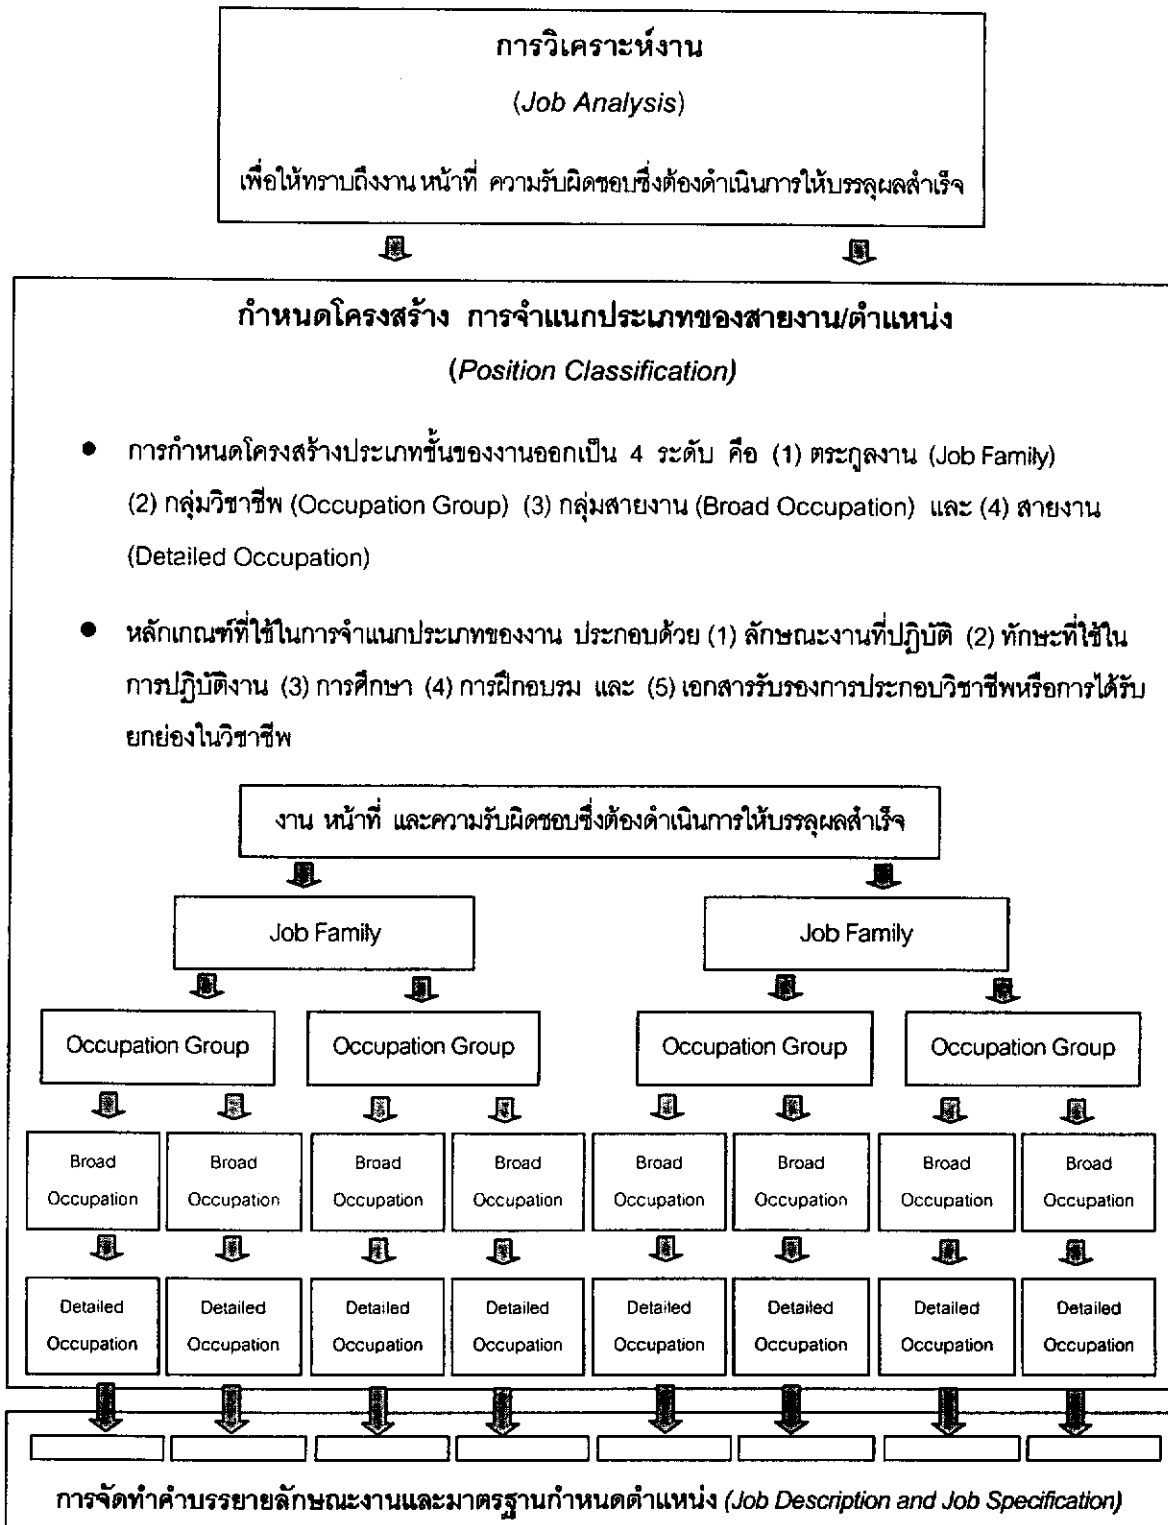 การวิเคราะห์งาน
(Job Analysis)
เพื่อให้ทราบถึงงาน หน้าที่ ความรับผิดชอบซึ่งต้องดำเนินการให้บรรลุผลสำเร็จ
กำหนดโครงสร้าง การจำแนกประเภทของสายงาน/ตำแหน่ง
(Position Classification)
● การกำหนดโครงสร้างประเภทชั้นของงานออกเป็น 4 ระดับ คือ (1) ตระกูลงาน (Job Family)
(2) กลุ่มวิชาชีพ (Occupation Group) (3) กลุ่มสายงาน (Broad Occupation) และ (4) สายงาน
(Detailed Occupation)
● หลักเกณฑ์ที่ใช้ในการจำแนกประเภทของงาน ประกอบด้วย (1) ลักษณะงานที่ปฏิบัติ (2) ทักษะที่ใช้ใน
การปฏิบัติงาน (3) การศึกษา (4) การฝึกอบรม และ (5) เอกสารรับรองการประกอบวิชาชีพหรือการได้รับ
ยกย่องในวิชาชีพ
งาน หน้าที่ และความรับผิดชอบซึ่งต้องดำเนินการให้บรรลุผลสำเร็จ
Job Family Job Family
Occupation Group Occupation Group Occupation Group Occupation Group
Broad Broad Broad Broad Broad Broad Broad Broad
Occupation Occupation Occupation Occupation Occupation Occupation Occupation Occupation
Detailed Detailed Detailed Detailed Detailed Detailed Detailed Detailed
Occupation Occupation Occupation Occupation Occupation Occupation Occupation Occupation
การจัดทำคำบรรยายลักษณะงานและมาตรฐานกำหนดตำแหน่ง (Job Description and Job Specification)